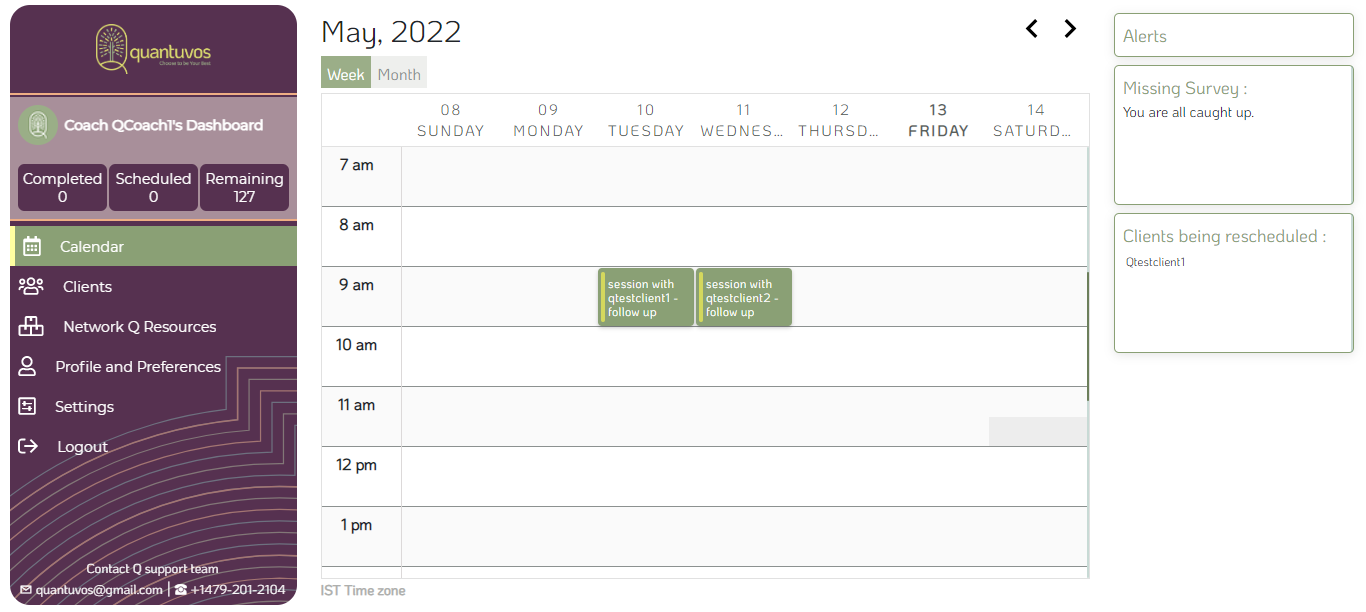 quantuvos
Choose to be Your Best
Coach QCoach1's Dashboard
Completed
0
Scheduled
0
Remaining
127
Calendar
Clients
Network Q Resources
Profile and Preferences
Settings
Logout
Contact Q support team
quantuvos@gmail.com | +1479-201-2104
May, 2022
Week Month
08 09 10 11 12 13 14
SUNDAY MONDAY TUESDAY WEDNES... THURSD... FRIDAY SATURD...
7 am
8 am
9 am
session with
qtestclient1 -
follow up
session with
qtestclient2 -
follow up
10 am
11 am
12 pm
1 pm
IST Time zone
Alerts
Missing Survey :
You are all caught up.
Clients being rescheduled :
Qtestclient1